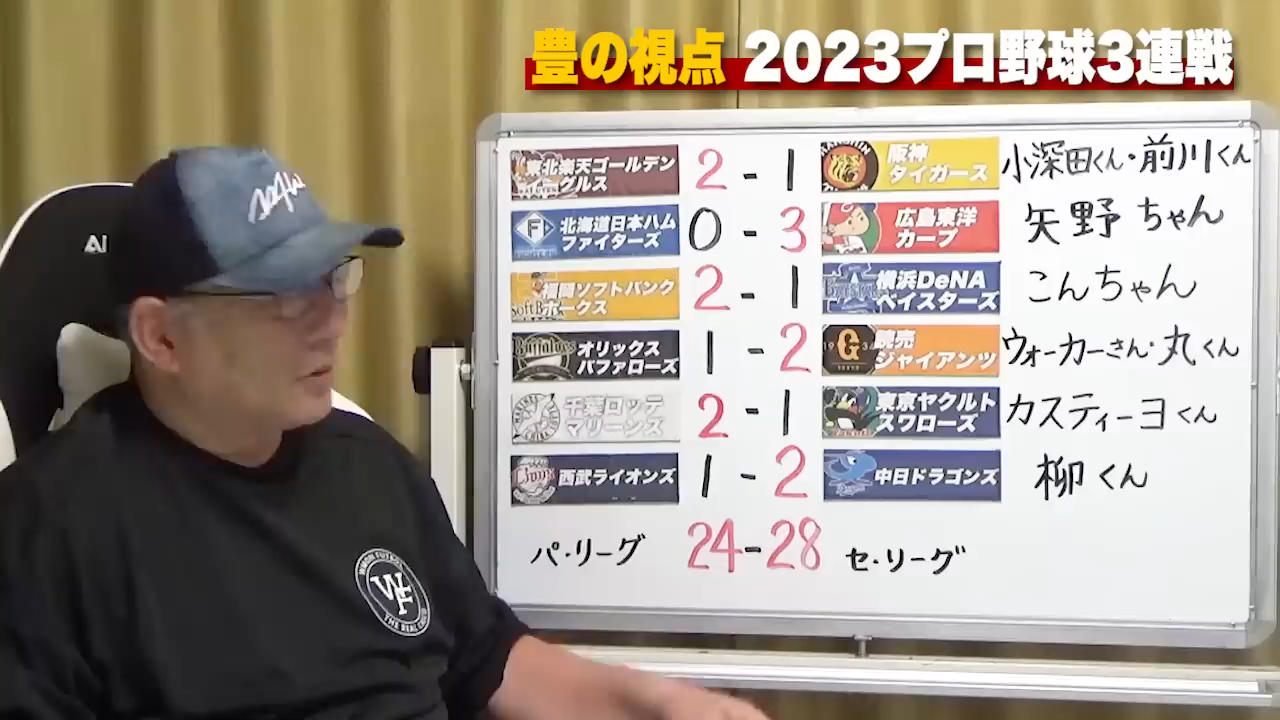 豊の視点 2023プロ野球3連戦
東北楽天ゴールデン
グルス
2 - 1
阪神
タイガース
小深田くん・前川くん
北海道日本ハム
ファイターズ
0 - 3
広島東洋
カープ
矢野ちゃん
福岡ソフトバンク
ホークス
2 - 1
横浜DeNA
ベイスターズ
こんちゃん
Buffaloes
オリックス
バファローズ
1 - 2
G
読売
ジャイアンツ
ウォーカーさん・丸くん
千葉ロッテ
マリーンズ
2 - 1
東京ヤクルト
スワローズ
カスティーヨくん
Lions
西武ライオンズ
1 - 2
中日ドラゴンズ
柳くん
パ・リーグ 24-28 セ・リーグ
AK
WF